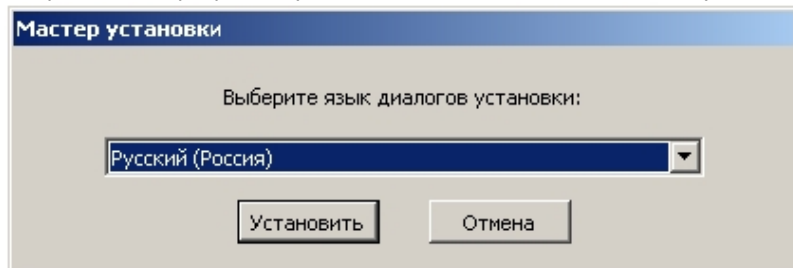 Мастер установки
Выберите язык диалогов установки:
Русский (Россия)
Установить Отмена